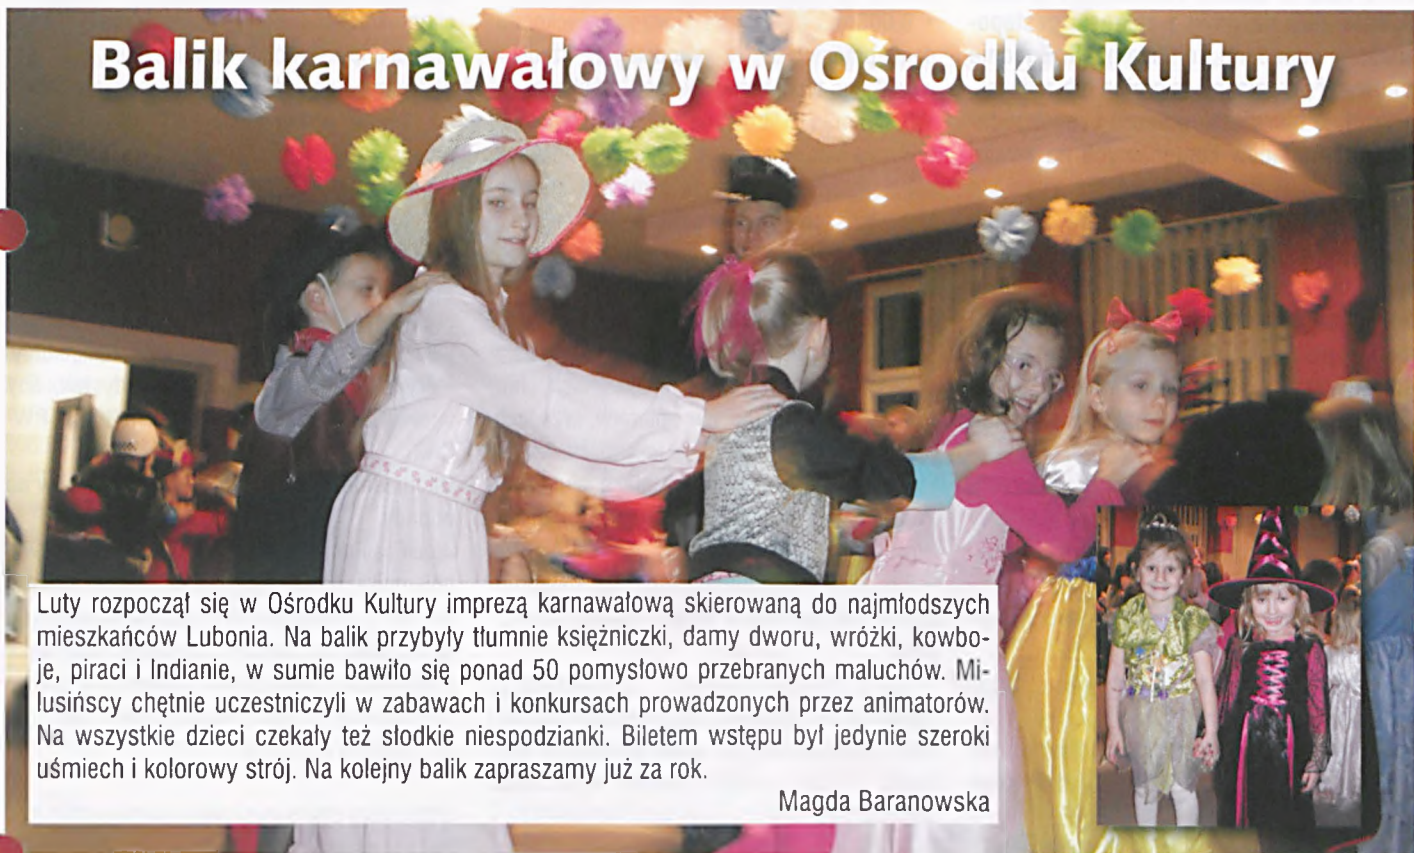 Balik karnawałowy w Ośrodku Kultury
Luty rozpoczął się w Ośrodku Kultury imprezą karnawałową skierowaną do najmłodszych
mieszkańców Lubonia. Na balik przybyły tłumnie księżniczki, damy dworu, wróżki, kowbo-
je, piraci i Indianie, w sumie bawiło się ponad 50 pomysłowo przebranych maluchów. Mi-
lusińscy chętnie uczestniczyli w zabawach i konkursach prowadzonych przez animatorów.
Na wszystkie dzieci czekały też słodkie niespodzianki. Biletem wstępu był jedynie szeroki
uśmiech i kolorowy strój. Na kolejny balik zapraszamy już za rok.
Magda Baranowska